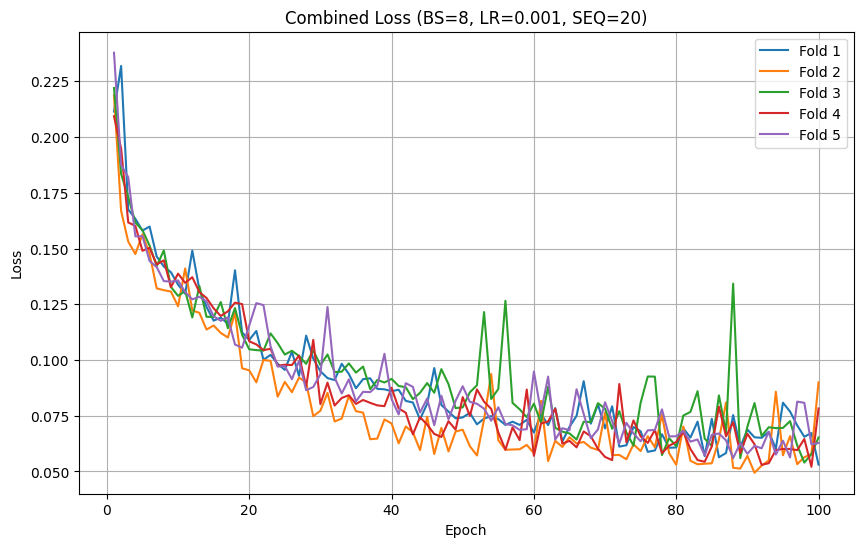 Combined Loss (BS=8, LR=0.001, SEQ=20)
Fold 1
Fold 2
Fold 3
Fold 4
Fold 5
0.225
0.200
0.175
0.150
0.125
0.100
0.075
0.050
Loss
0 20 40 60 80 100
Epoch